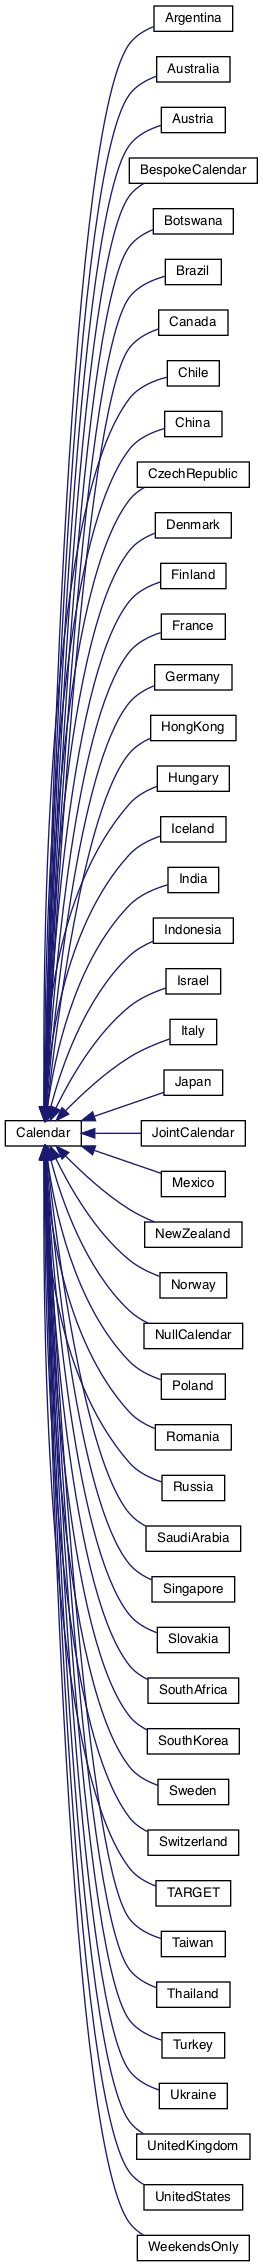 Argentina
Australia
Austria
BespokeCalendar
Botswana
Brazil
Canada
Chile
China
CzechRepublic
Denmark
Finland
France
Germany
HongKong
Hungary
Iceland
India
Indonesia
Israel
Italy
Japan
Calendar
JointCalendar
Mexico
NewZealand
Norway
NullCalendar
Poland
Romania
Russia
SaudiArabia
Singapore
Slovakia
SouthAfrica
SouthKorea
Sweden
Switzerland
TARGET
Taiwan
Thailand
Turkey
Ukraine
UnitedKingdom
UnitedStates
WeekendsOnly